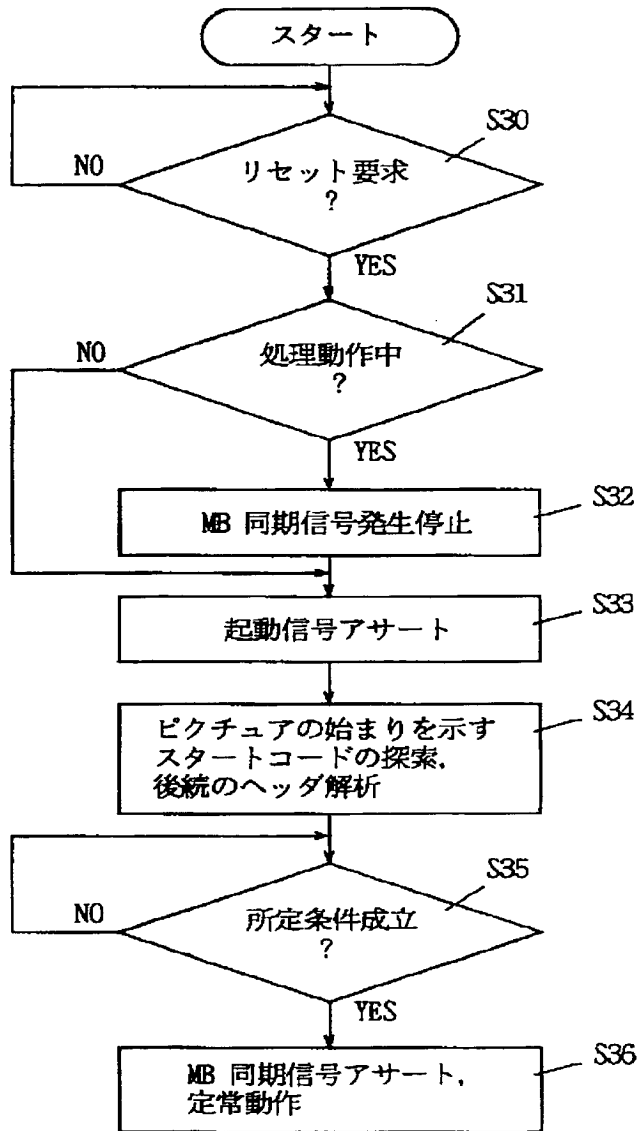 スタート
S30
NO
リセット要求
?
YES
S31
NO
処理動作中
?
YES
S32
MB 同期信号発生停止
S33
起動信号アサート
S34
ピクチュアの始まりを示す
スタートコードの探索,
後続のヘッダ解析
S35
NO
所定条件成立
?
YES
S36
MB 同期信号アサート,
定常動作